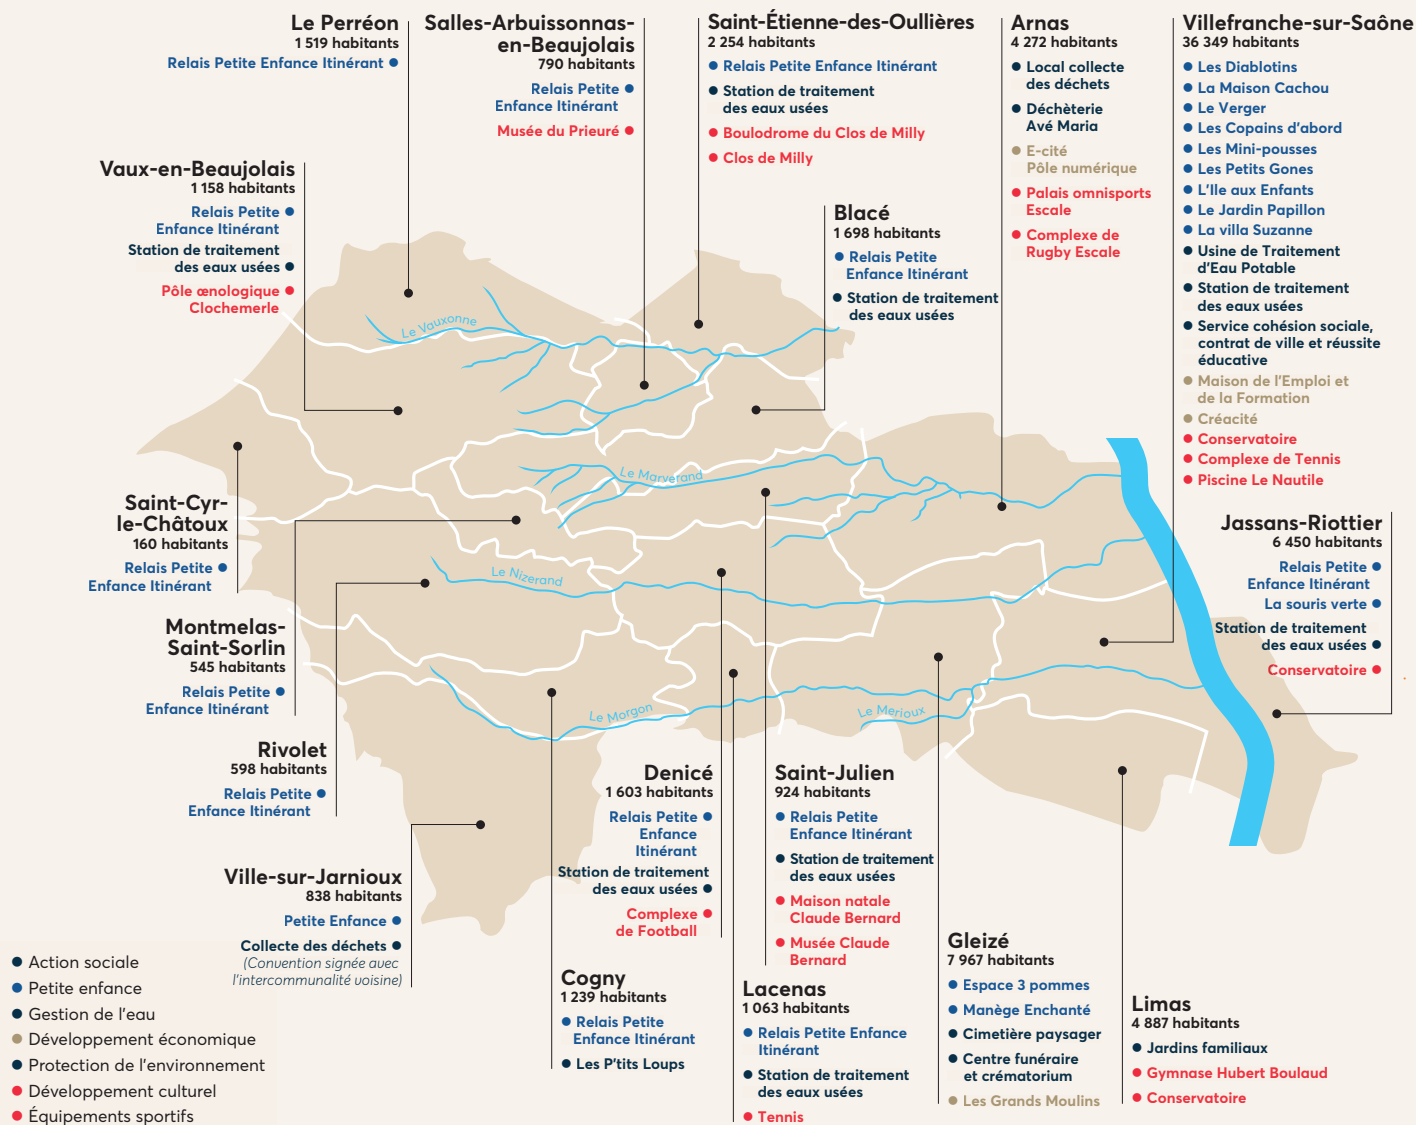 Le Perréon
1 519 habitants
Relais Petite Enfance Itinérant
Salles-Arbuissonnas-
en-Beaujolais
790 habitants
Relais Petite
Enfance Itinérant
Musée du Prieuré
Saint-Étienne-des-Oullières
2 254 habitants
Relais Petite Enfance Itinérant
Station de traitement
des eaux usées
Boulodrome du Clos de Milly
Clos de Milly
Arnas
4 272 habitants
Local collecte
des déchets
Déchèterie
Avé Maria
E-cité
Pôle numérique
Palais omnisports
Escale
Complexe de
Rugby Escale
Villefranche-sur-Saône
36 349 habitants
Les Diablotins
La Maison Cachou
Le Verger
Les Copains d'abord
Les Mini-pousses
Les Petits Gones
L'Ile aux Enfants
Le Jardin Papillon
La villa Suzanne
Usine de Traitement
d'Eau Potable
Station de traitement
des eaux usées
Service cohésion sociale,
contrat de ville et réussite
éducative
Maison de l'Emploi et
de la Formation
Créacité
Conservatoire
Complexe de Tennis
Piscine Le Nautile
Vaux-en-Beaujolais
1 158 habitants
Relais Petite
Enfance Itinérant
Station de traitement
des eaux usées
Pôle œnologique
Clochemerle
Blacé
1 698 habitants
Relais Petite
Enfance Itinérant
Station de traitement
des eaux usées
Le Vauxonne
Le Marverand
Le Nizerand
Le Morgon
Le Merioux
Saint-Cyr-
le-Châtoux
160 habitants
Relais Petite
Enfance Itinérant
Jassans-Riottier
6 450 habitants
Relais Petite
Enfance Itinérant
La souris verte
Station de traitement
des eaux usées
Conservatoire
Montmelas-
Saint-Sorlin
545 habitants
Relais Petite
Enfance Itinérant
Rivolet
598 habitants
Relais Petite
Enfance Itinérant
Ville-sur-Jarnioux
838 habitants
Petite Enfance
Collecte des déchets
(Convention signée avec
l'intercommunalité voisine)
Denicé
1 603 habitants
Relais Petite
Enfance
Itinérant
Station de traitement
des eaux usées
Complexe
de Football
Saint-Julien
924 habitants
Relais Petite
Enfance Itinérant
Station de traitement
des eaux usées
Maison natale
Claude Bernard
Musée Claude
Bernard
Cogny
1 239 habitants
Relais Petite
Enfance Itinérant
Les P'tits Loups
Lacenas
1 063 habitants
Relais Petite Enfance
Itinérant
Station de traitement
des eaux usées
Tennis
Gleizé
7 967 habitants
Espace 3 pommes
Manège Enchanté
Cimetière paysager
Centre funéraire
et crématorium
Les Grands Moulins
Limas
4 887 habitants
Jardins familiaux
Gymnase Hubert Boulaud
Conservatoire
Action sociale
Petite enfance
Gestion de l'eau
Développement économique
Protection de l'environnement
Développement culturel
Équipements sportifs